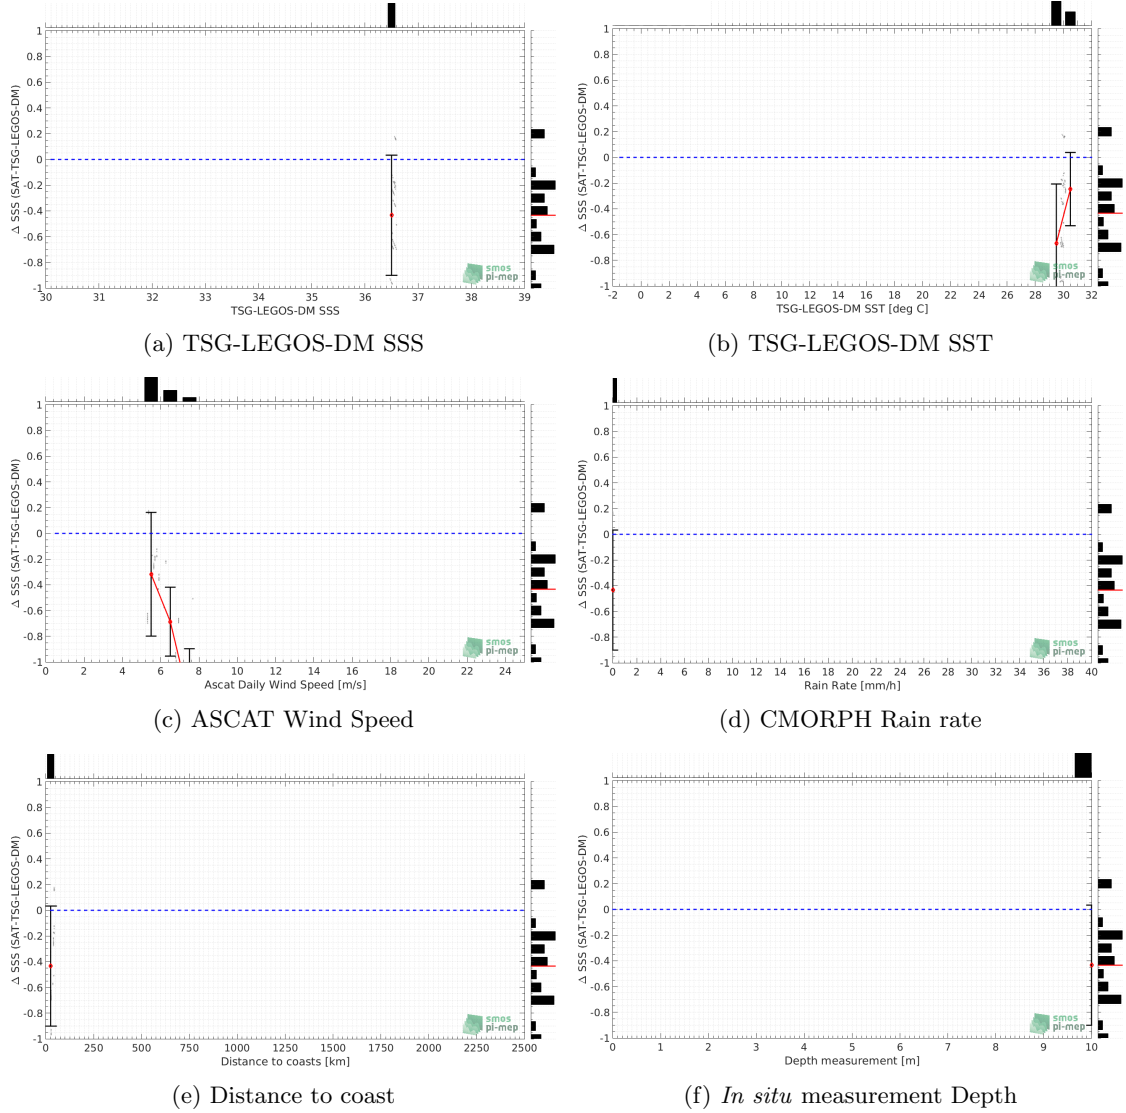 1
0.8
0.6
0.4
0.2
0
-0.2
-0.4
-0.6
-0.8
-1
Δ SSS (SAT-TSG-LEGOS-DM)
30 31 32 33 34 35 36 37 38 39
TSG-LEGOS-DM SSS
smos
pi-mep
(a) TSG-LEGOS-DM SSS
1
0.8
0.6
0.4
0.2
0
-0.2
-0.4
-0.6
-0.8
-1
Δ SSS (SAT-TSG-LEGOS-DM)
-2 0 2 4 6 8 10 12 14 16 18 20 22 24 26 28 30 32
TSG-LEGOS-DM SST [deg C]
smos
pi-mep
(b) TSG-LEGOS-DM SST
1
0.8
0.6
0.4
0.2
0
-0.2
-0.4
-0.6
-0.8
-1
Δ SSS (SAT-TSG-LEGOS-DM)
0 2 4 6 8 10 12 14 16 18 20 22 24
Ascat Daily Wind Speed [m/s]
smos
pi-mep
(c) ASCAT Wind Speed
1
0.8
0.6
0.4
0.2
0
-0.2
-0.4
-0.6
-0.8
-1
Δ SSS (SAT-TSG-LEGOS-DM)
0 2 4 6 8 10 12 14 16 18 20 22 24 26 28 30 32 34 36 38 40
Rain Rate [mm/h]
smos
pi-mep
(d) CMORPH Rain rate
1
0.8
0.6
0.4
0.2
0
-0.2
-0.4
-0.6
-0.8
-1
Δ SSS (SAT-TSG-LEGOS-DM)
0 250 500 750 1000 1250 1500 1750 2000 2250 2500
Distance to coasts [km]
smos
pi-mep
(e) Distance to coast
1
0.8
0.6
0.4
0.2
0
-0.2
-0.4
-0.6
-0.8
-1
Δ SSS (SAT-TSG-LEGOS-DM)
0 1 2 3 4 5 6 7 8 9 10
Depth measurement [m]
smos
pi-mep
(f) In situ measurement Depth